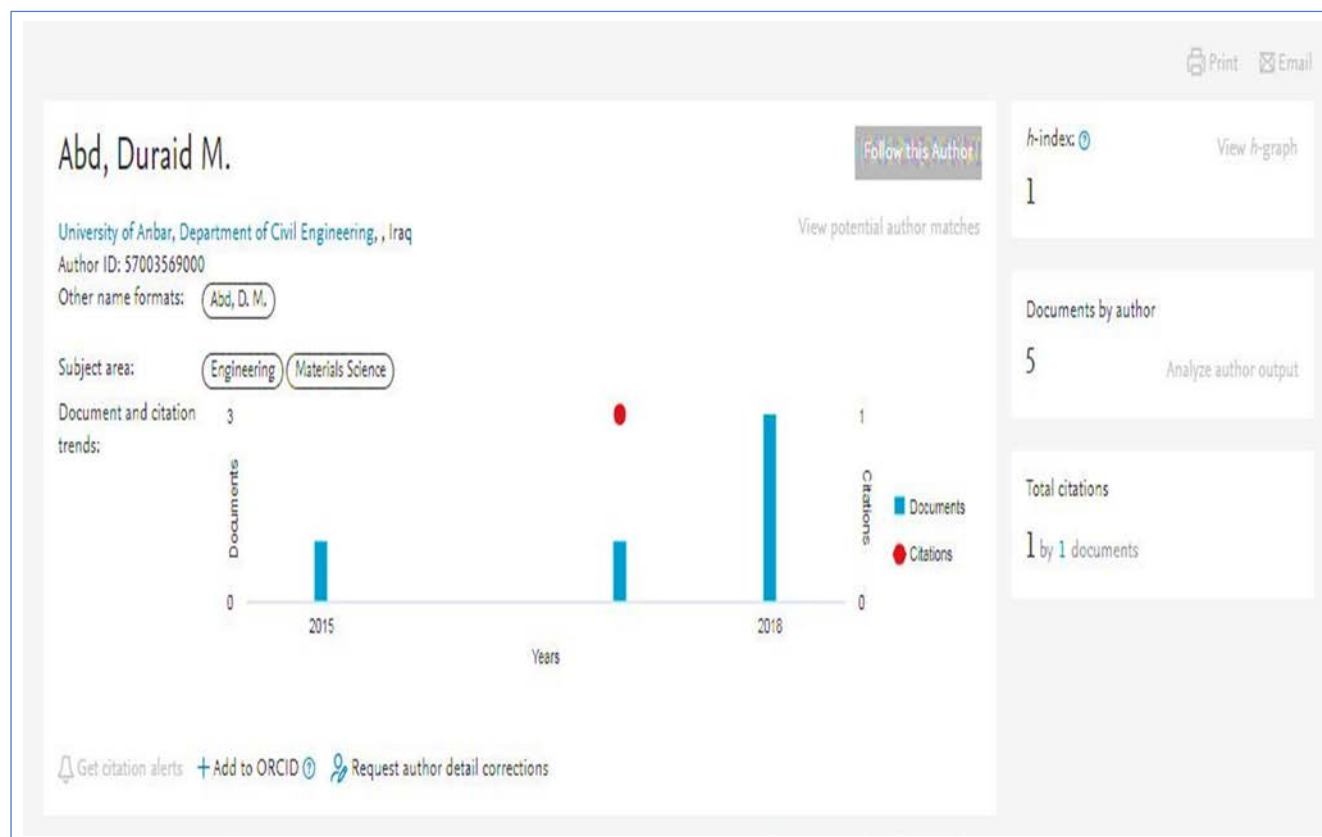 Print Email
Abd, Duraid M.
Follow this Author
University of Anbar, Department of Civil Engineering, , Iraq
View potential author matches
Author ID: 57003569000
Other name formats: Abd, D. M.
Subject area: Engineering Materials Science
Document and citation
trends:
3
1
Documents
Citations
0
0
2015
2018
Years
Documents
Citations
Get citation alerts +Add to ORCID Request author detail corrections
h-index:
View h-graph
1
Documents by author
5
Analyze author output
Total citations
1 by 1 documents